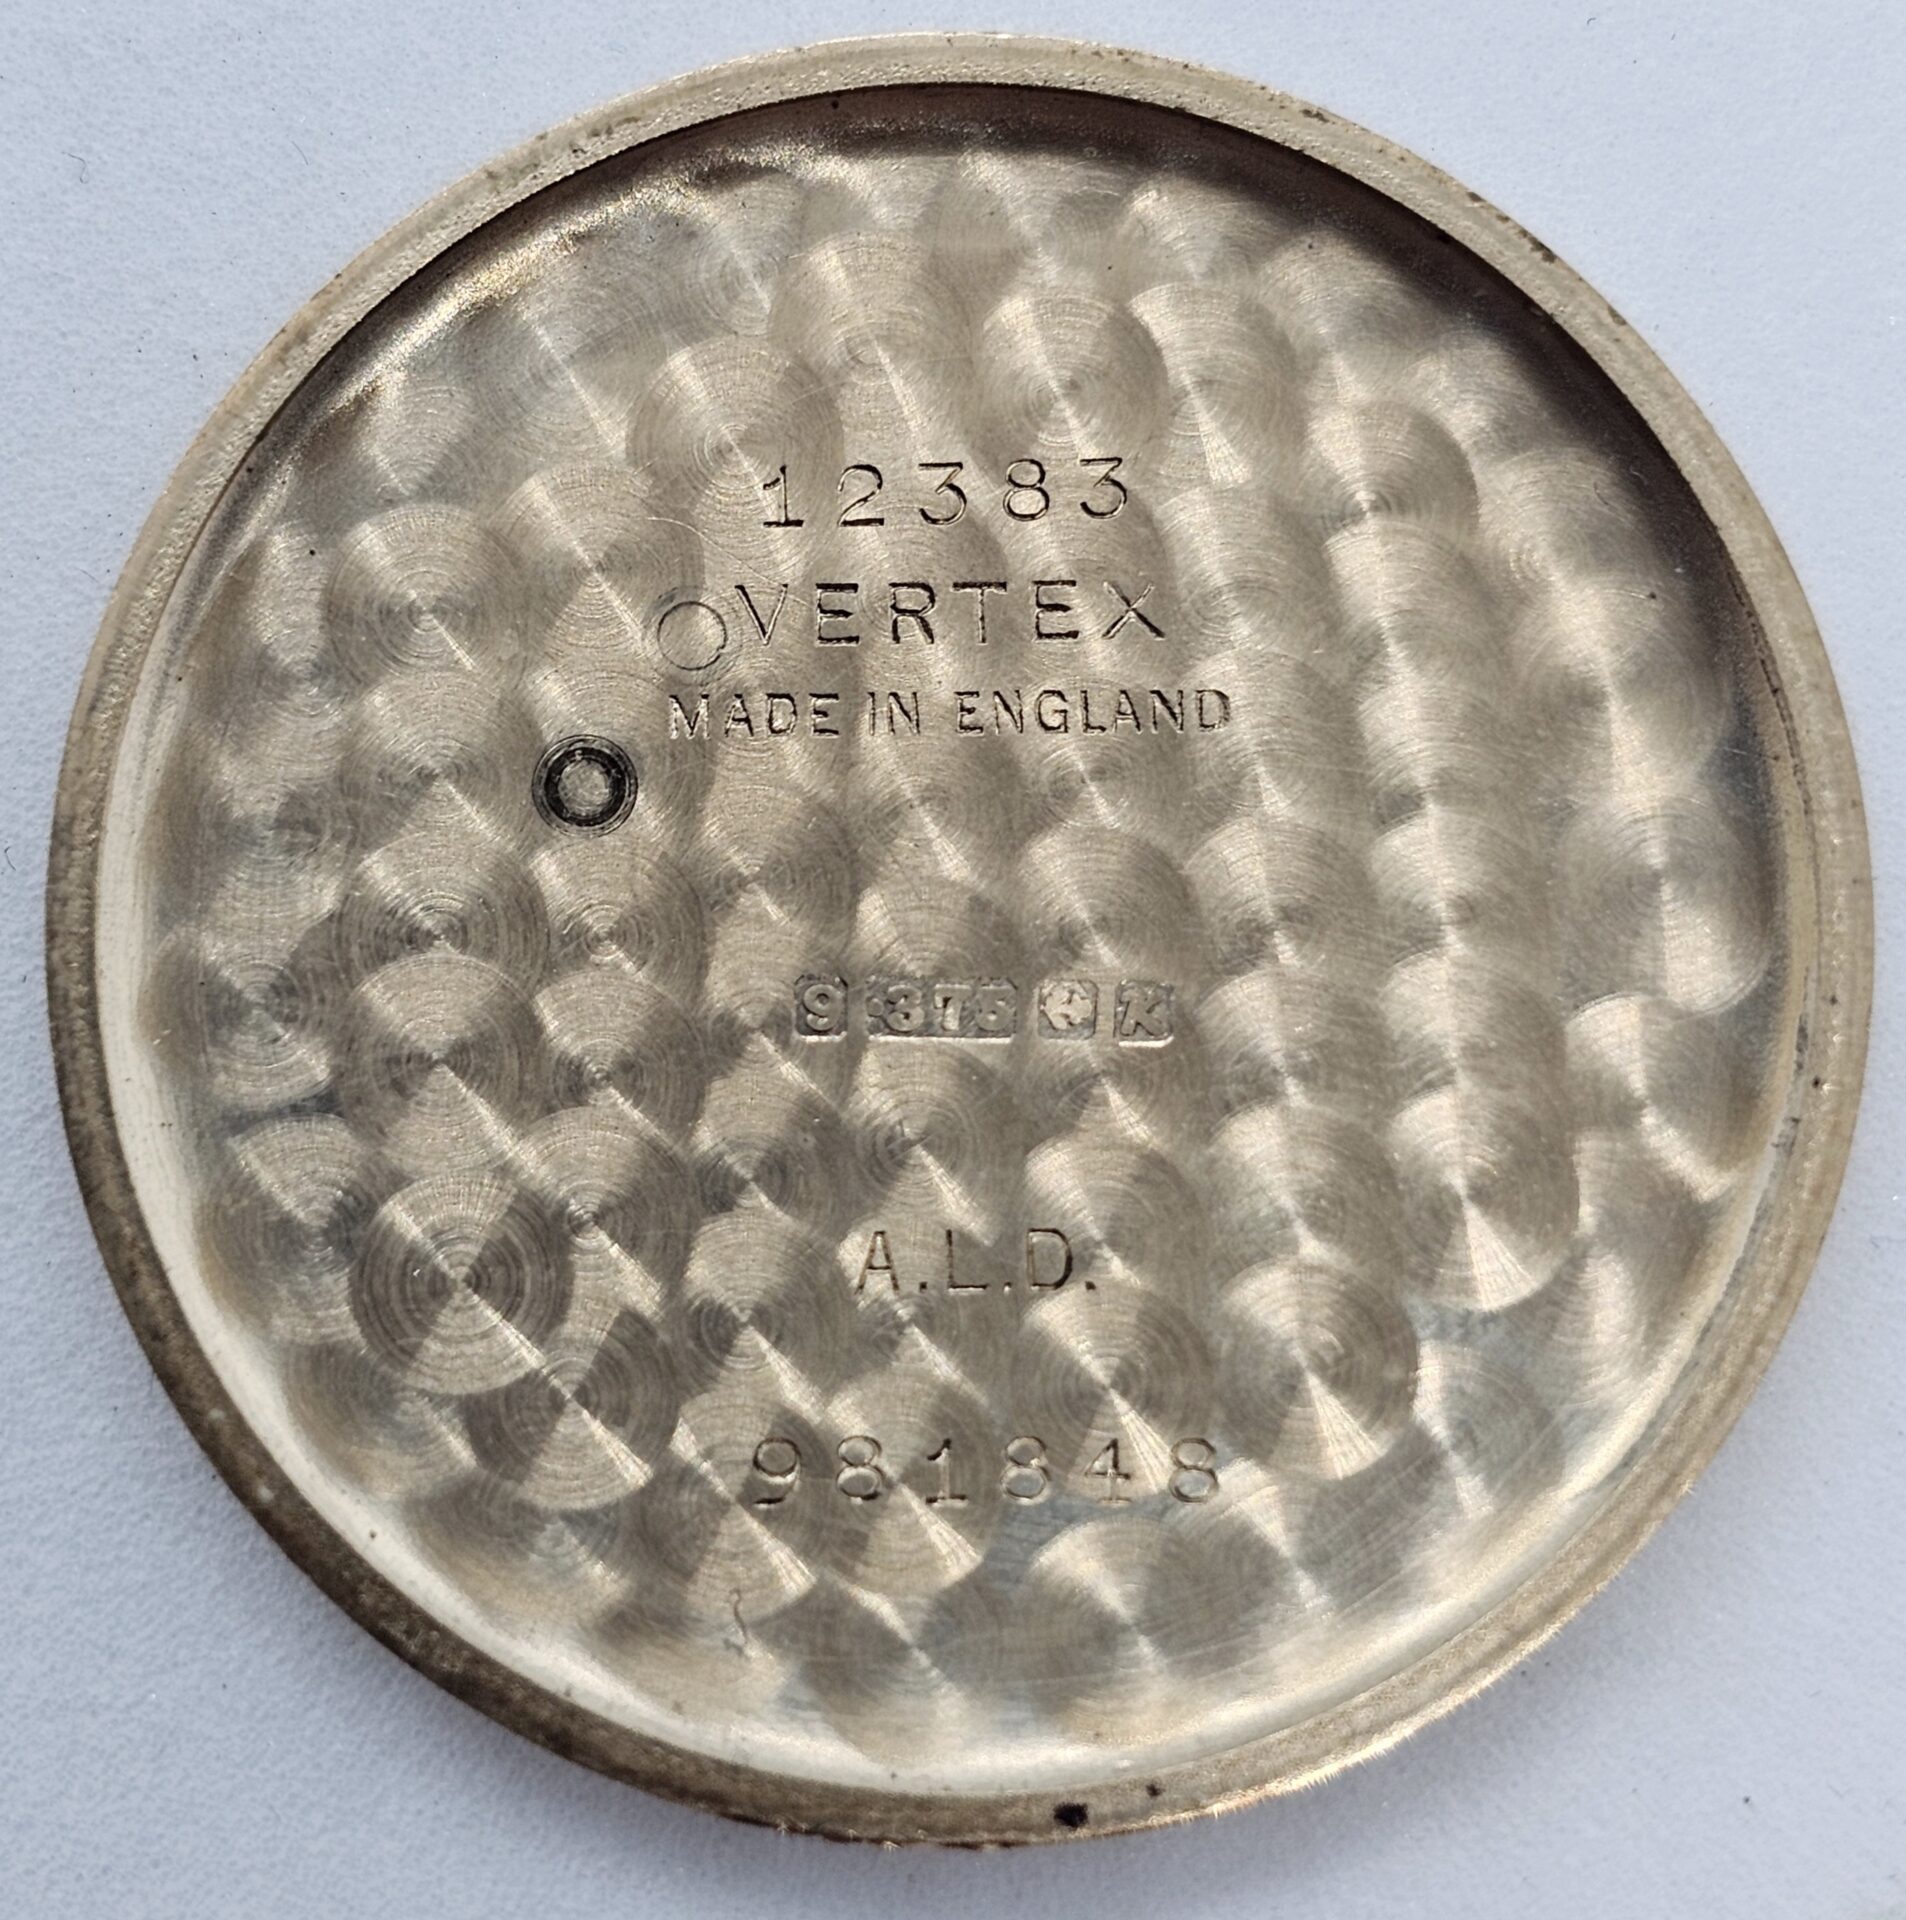 12383
VERTEX
MADE IN ENGLAND
9 .375 K
A.L.D.
981848